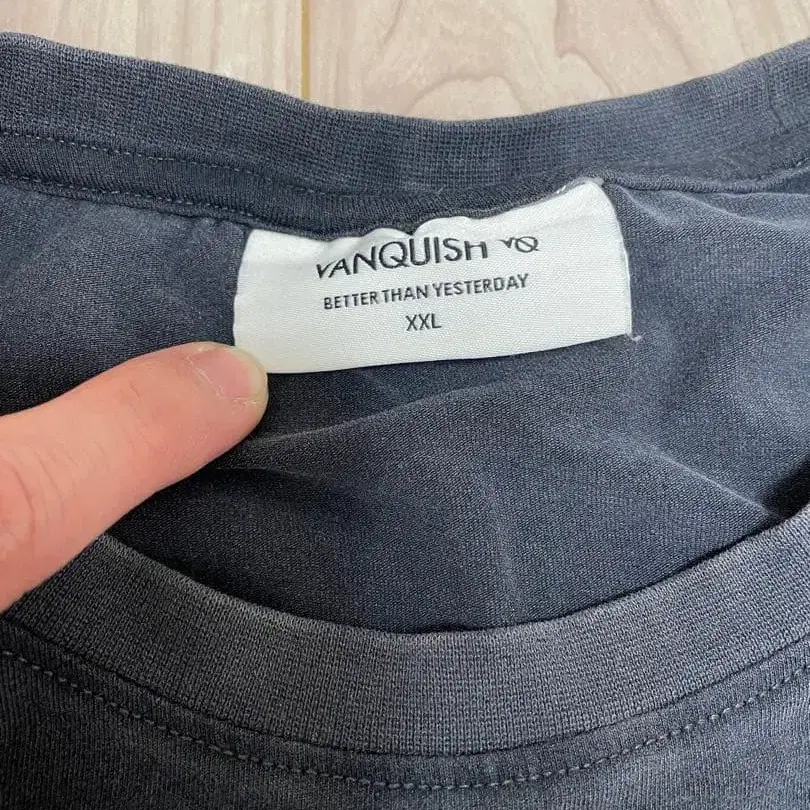 VANQUISH VQ
BETTER THAN YESTERDAY
XXL